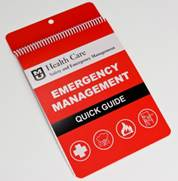 Health Care
Safety and Emergency Management
EMERGENCY
MANAGEMENT
QUICK GUIDE